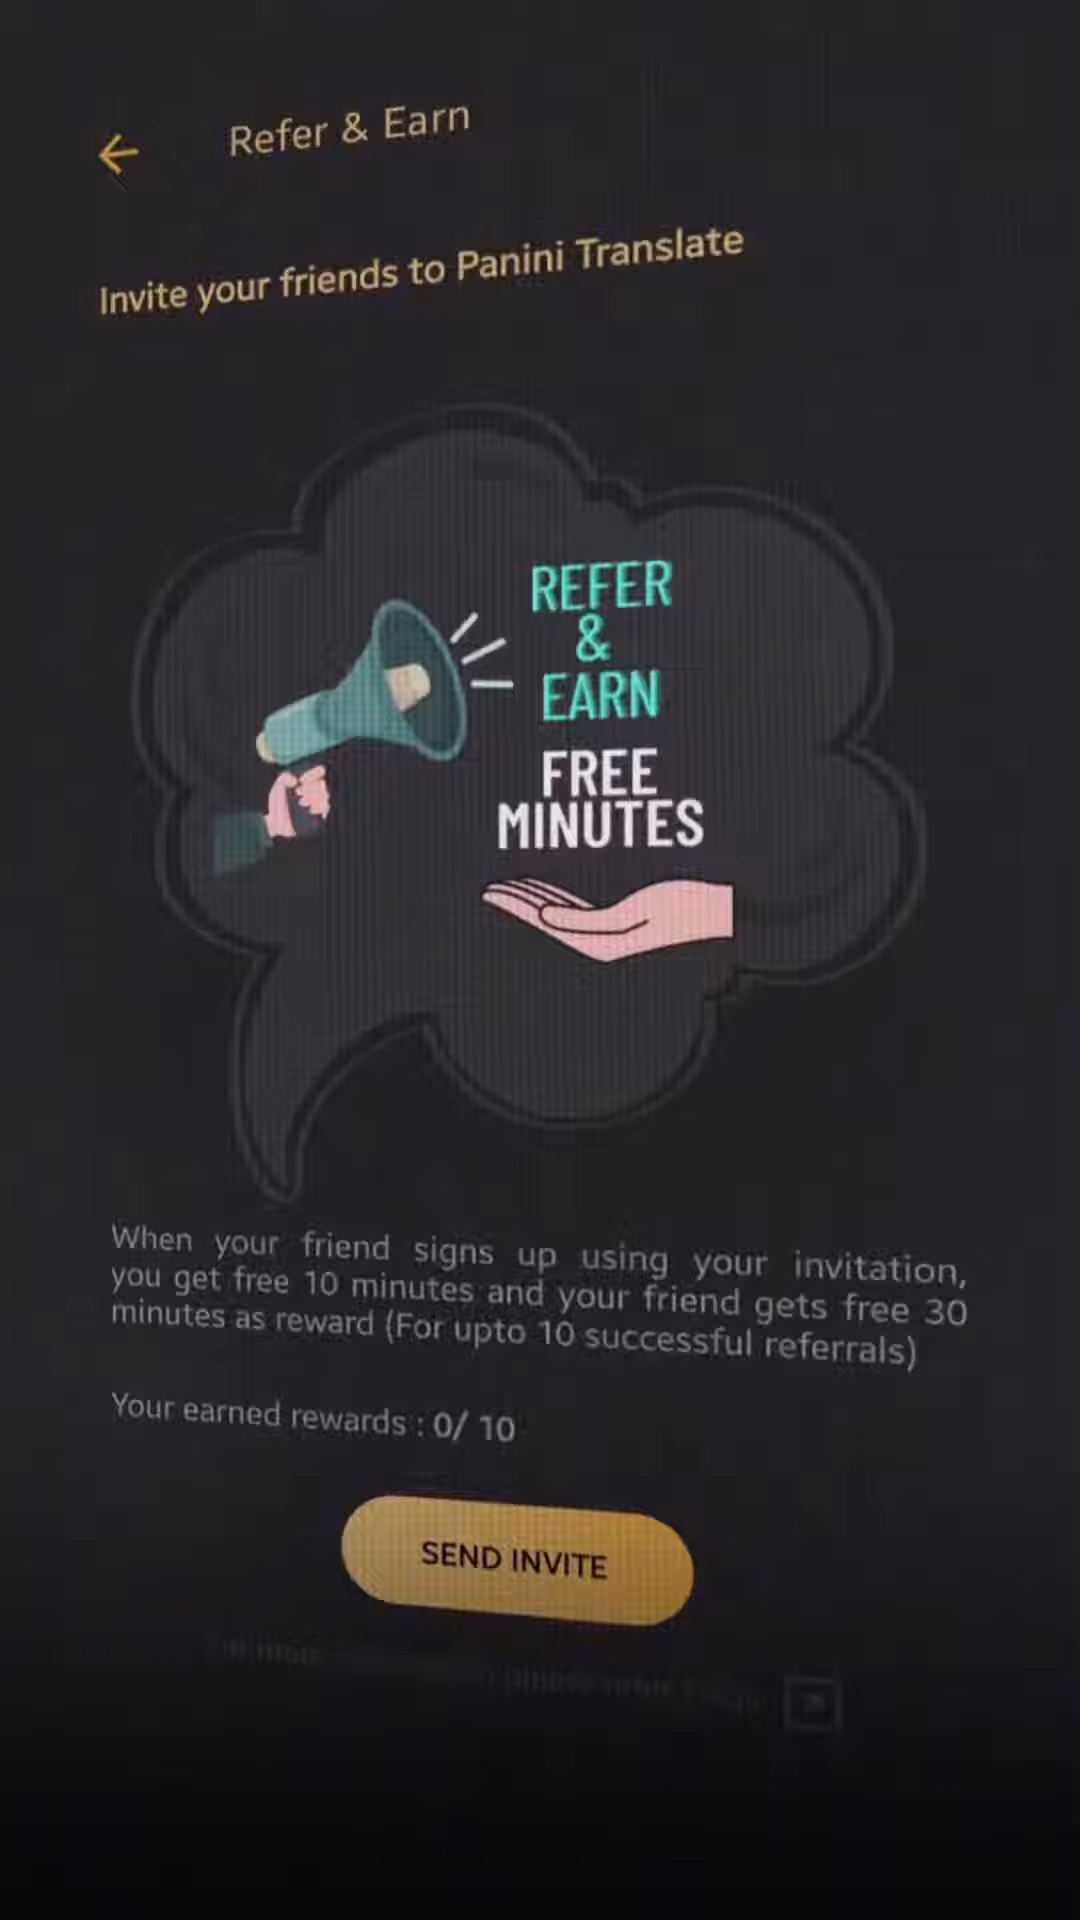 Refer & Earn
Invite your friends to Panini Translate
REFER
&
EARN
FREE
MINUTES
When your friend signs up using your invitation,
you get free 10 minutes and your friend gets free 30
minutes as reward (For upto 10 successful referrals)
Your earned rewards : 0/ 10
SEND INVITE